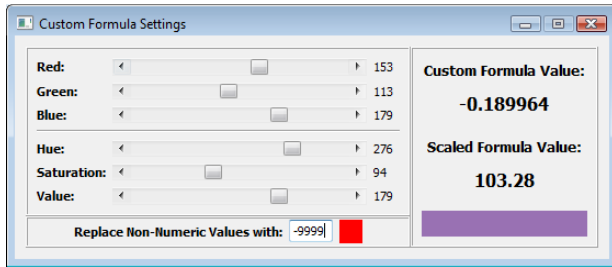 Custom Formula Settings
Red: 153
Green: 113
Blue: 179
Hue: 276
Saturation: 94
Value: 179
Replace Non-Numeric Values with: -9999
Custom Formula Value:
-0.189964
Scaled Formula Value:
103.28